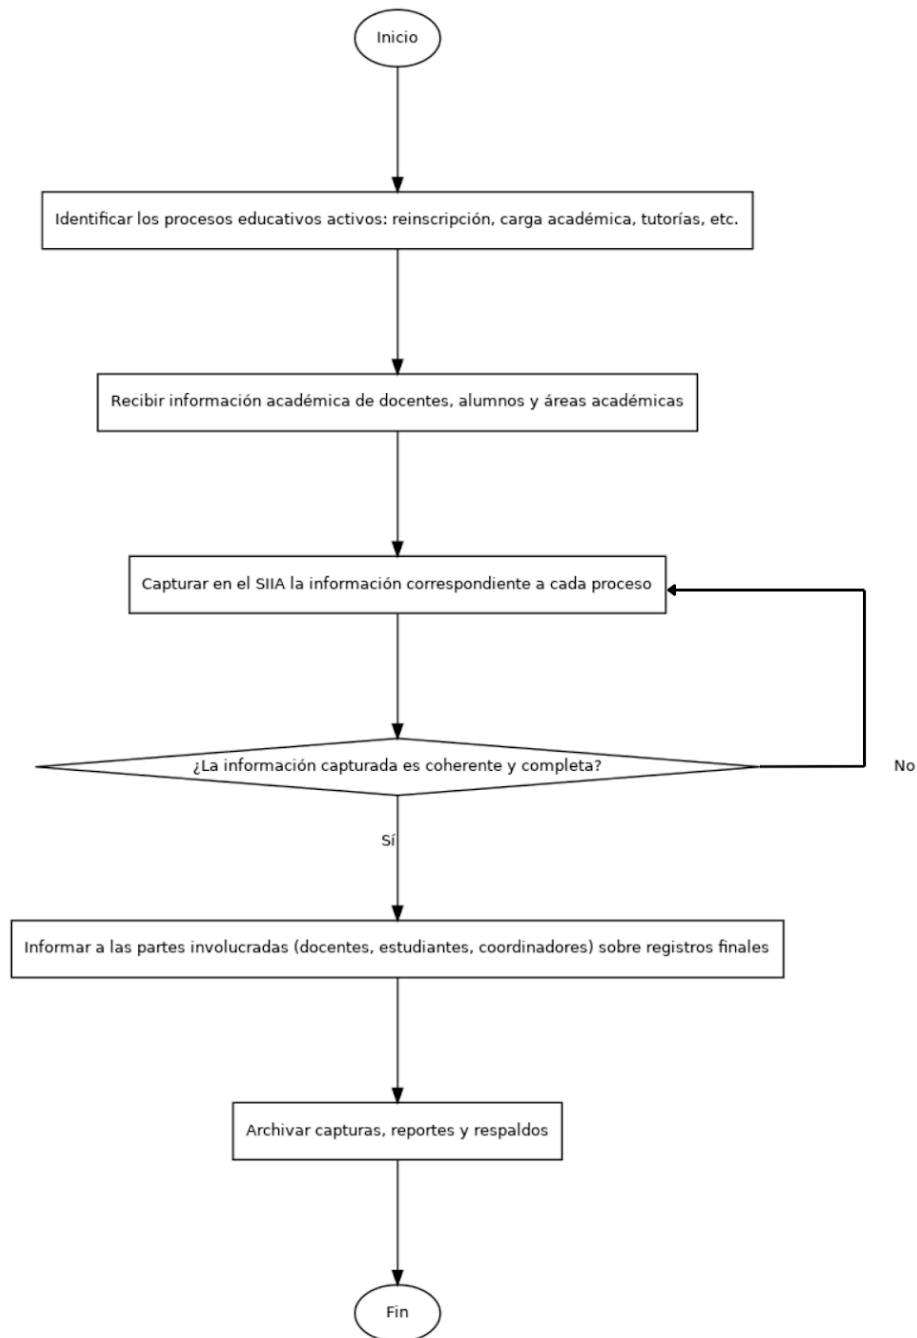 Inicio
Identificar los procesos educativos activos: reinscripción, carga académica, tutorías, etc.
Recibir información académica de docentes, alumnos y áreas académicas
Capturar en el SIIA la información correspondiente a cada proceso
¿La información capturada es coherente y completa?
No
Sí
Informar a las partes involucradas (docentes, estudiantes, coordinadores) sobre registros finales
Archivar capturas, reportes y respaldos
Fin